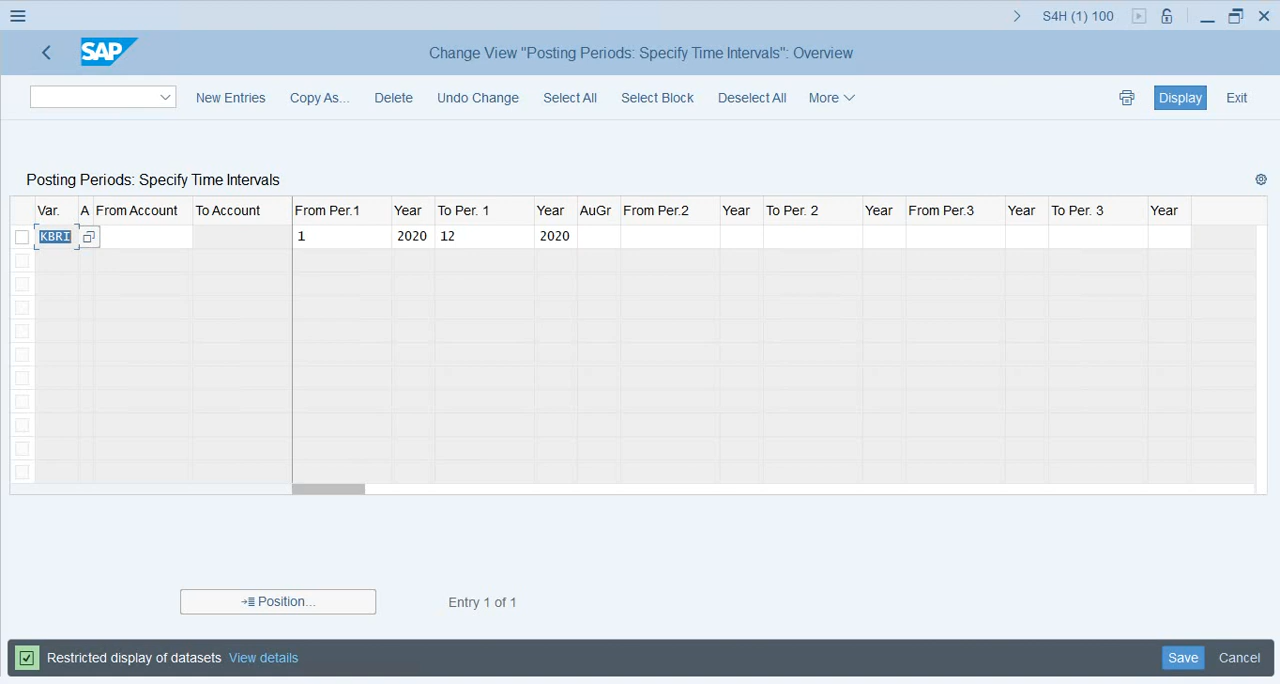 S4H (1) 100
SAP Change View "Posting Periods: Specify Time Intervals": Overview
New Entries Copy As... Delete Undo Change Select All Select Block Deselect All More Display Exit
Posting Periods: Specify Time Intervals
Var. A From Account To Account From Per.1 Year To Per. 1 Year AuGr From Per.2 Year To Per. 2 Year From Per.3 Year To Per. 3 Year
KBRI 1 2020 12 2020
Position... Entry 1 of 1
Restricted display of datasets View details Save Cancel